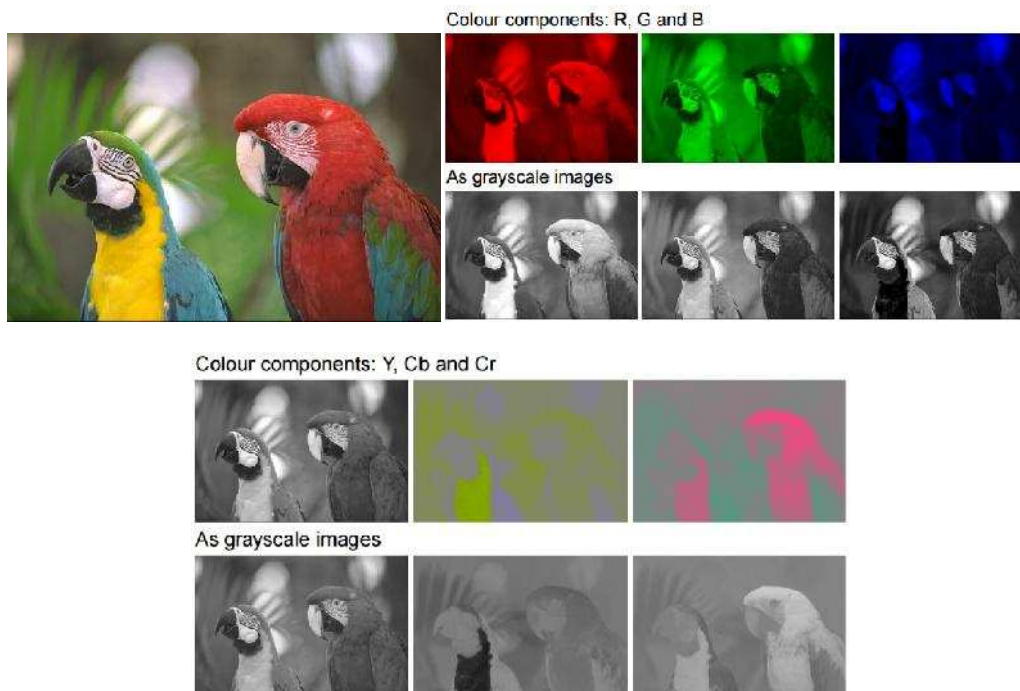 Colour components: R, G and B
As grayscale images
Colour components: Y, Cb and Cr
As grayscale images